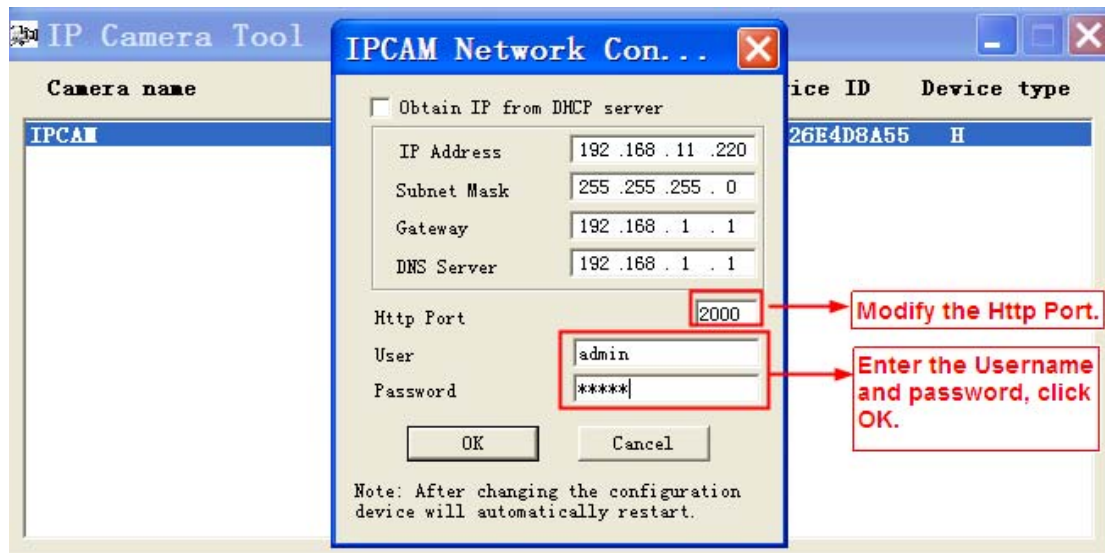 IP Camera Tool
IPCAM Network Con...
Camera name
ice ID
Device type
IPCAM
26E4D8A55
H
Obtain IP from DHCP server
IP Address
192 .168 . 11 .220
Subnet Mask
255 .255 .255 . 0
Gateway
192 .168 . 1 . 1
DNS Server
192 .168 . 1 . 1
Http Port
2000
Modify the Http Port.
User
admin
Password
*****
Enter the Username
and password, click
OK.
OK
Cancel
Note: After changing the configuration
device will automatically restart.